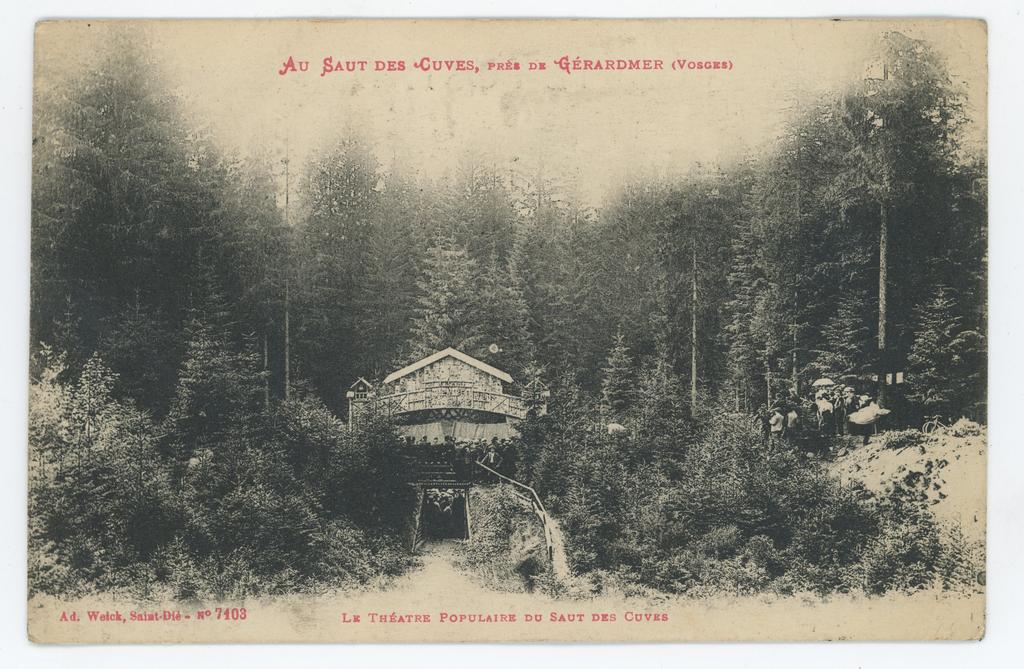 Au Saut des Cuves, près de Gérardmer (Vosges)
Ad. Weick, Saint-Dié - No 7103
Le Théatre Populaire du Saut des Cuves